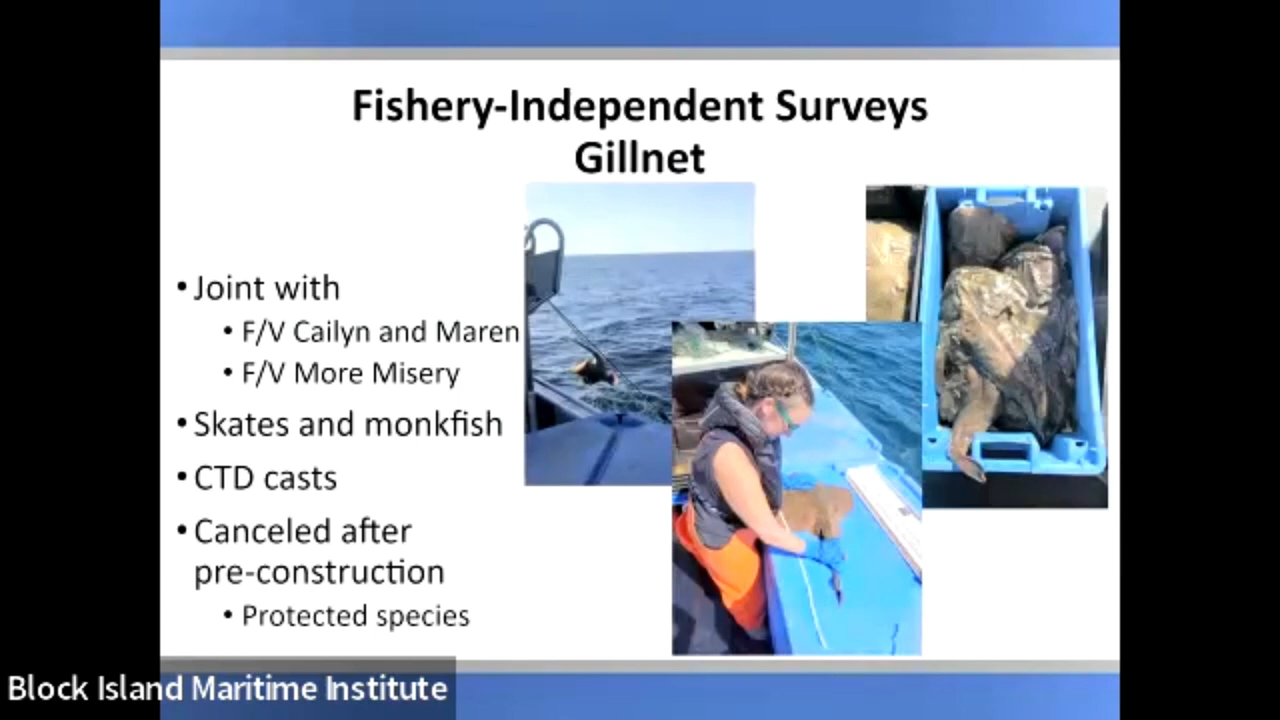 Fishery-Independent Surveys
Gillnet
• Joint with
• F/V Cailyn and Maren
• F/V More Misery
• Skates and monkfish
• CTD casts
• Canceled after
pre-construction
• Protected species
Block Island Maritime Institute